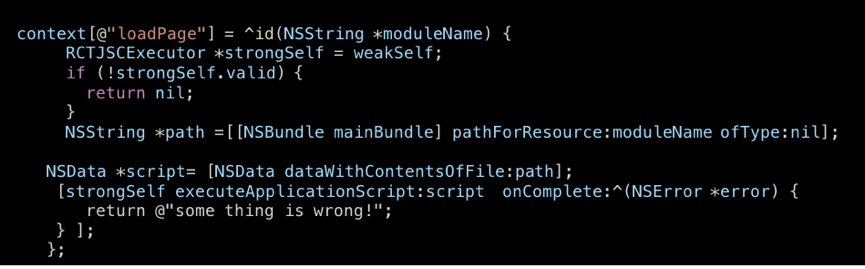 context[@"loadPage"] = ^id(NSString *moduleName) {
RCTJSCExecutor *strongSelf = weakSelf;
if (!strongSelf.valid) {
return nil;
}
NSString *path =[[NSBundle mainBundle] pathForResource:moduleName ofType:nil];
NSData *script= [NSData dataWithContentsOfFile:path];
[strongSelf executeApplicationScript:script onComplete:^(NSError *error) {
return @"some thing is wrong!";
} ];
};